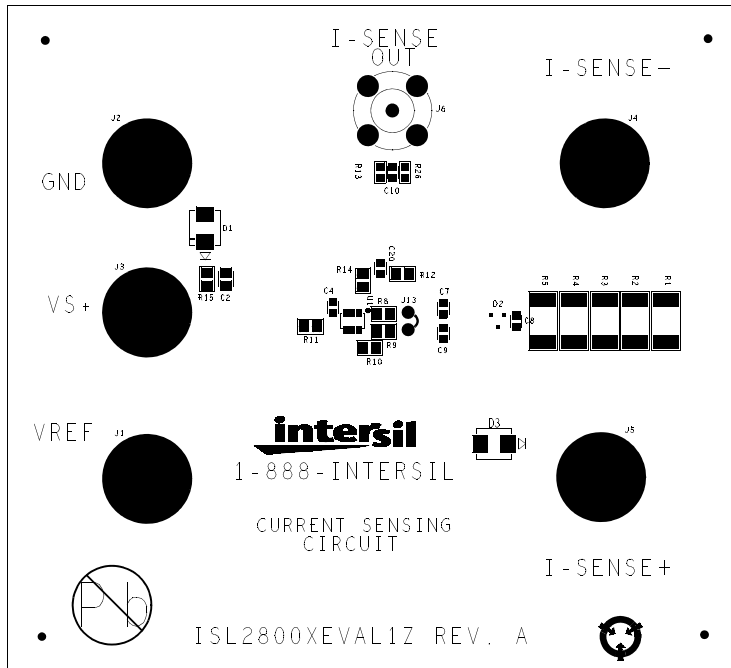 I-SENSE
OUT
I-SENSE-
J2
J6
J4
GND
R13
R26
C10
D1
J3
C20
R14
R12
VS+
R15
C2
C4
U1
R8
J13
C7
D2
C8
R5
R4
R3
R2
R1
R11
R9
R10
C9
VREF
J1
intersil
D3
J5
1-888-INTERSIL
CURRENT SENSING
CIRCUIT
I-SENSE+
Pb
ISL2800XEVAL1Z REV. A